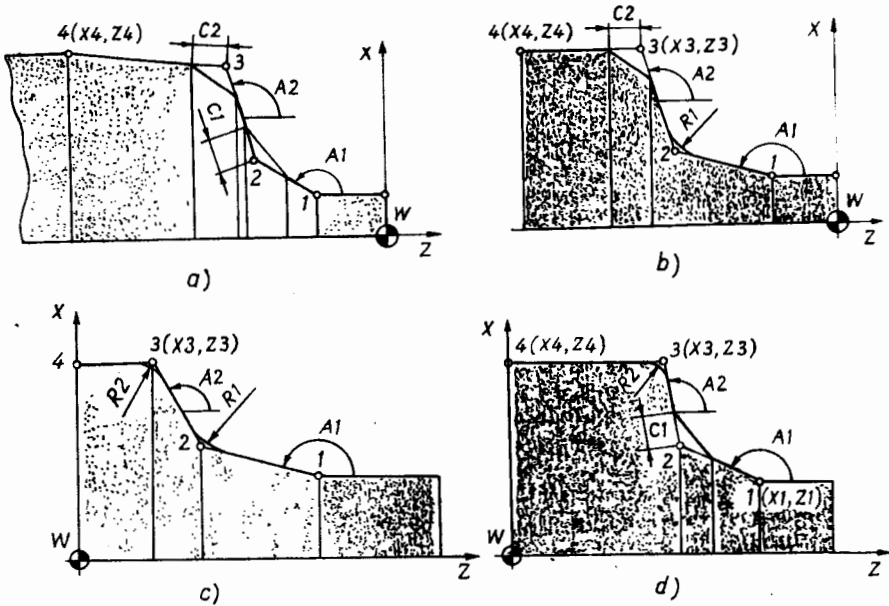 4(X4,Z4)
C2
3
X
A2
C1
2
A1
1
W
Z
a)
4(X4,Z4)
C2
3(X3,Z3)
X
A2
R1
2
A1
1
W
Z
b)
X
3(X3,Z3)
4
R2
A2
R1
2
A1
1
W
Z
c)
X
4(X4,Z4)
3(X3,Z3)
R2
A2
C1
A1
2
1(X1,Z1)
W
Z
d)